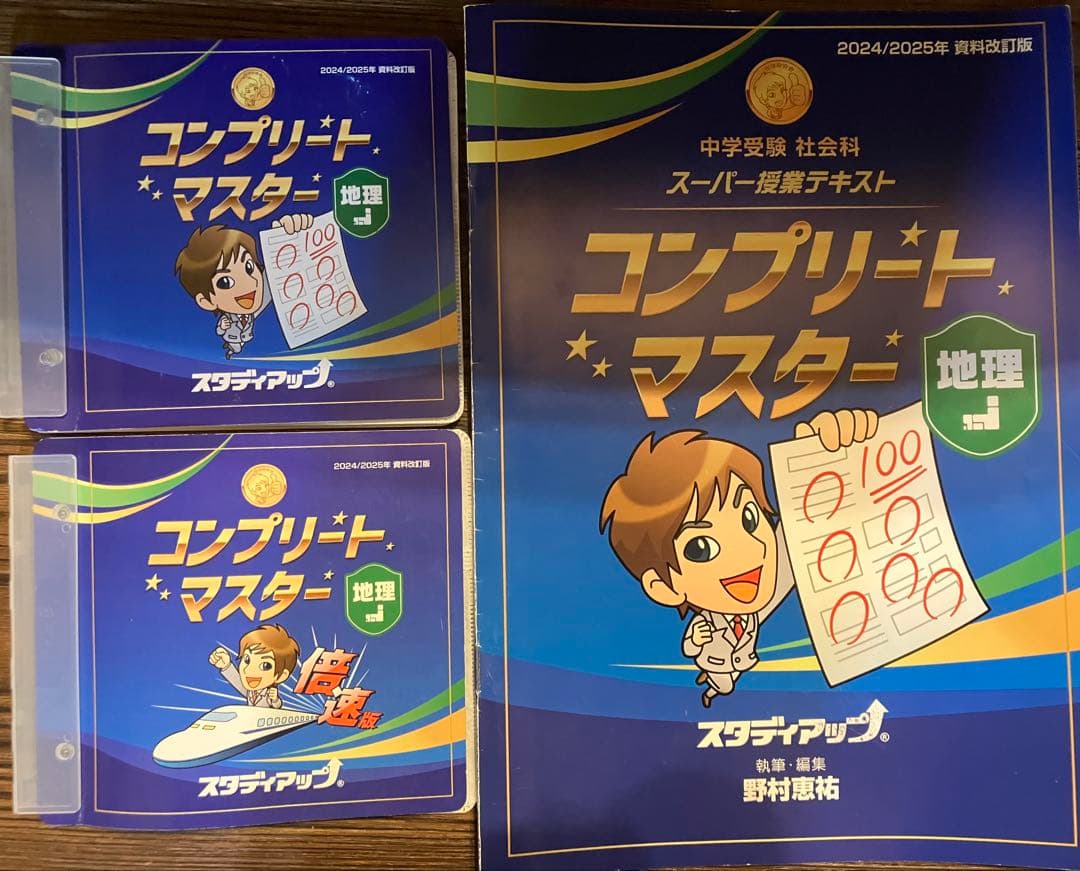 2024/2025年 資料改訂版
コンプリート
マスター
地理
100
スタディアップ®
2024/2025年 資料改訂版
コンプリート
マスター
地理
倍速版
スタディアップ®
2024/2025年 資料改訂版
中学受験 社会科
スーパー授業テキスト
コンプリート
マスター
地理
100
スタディアップ®
執筆・編集
野村恵祐